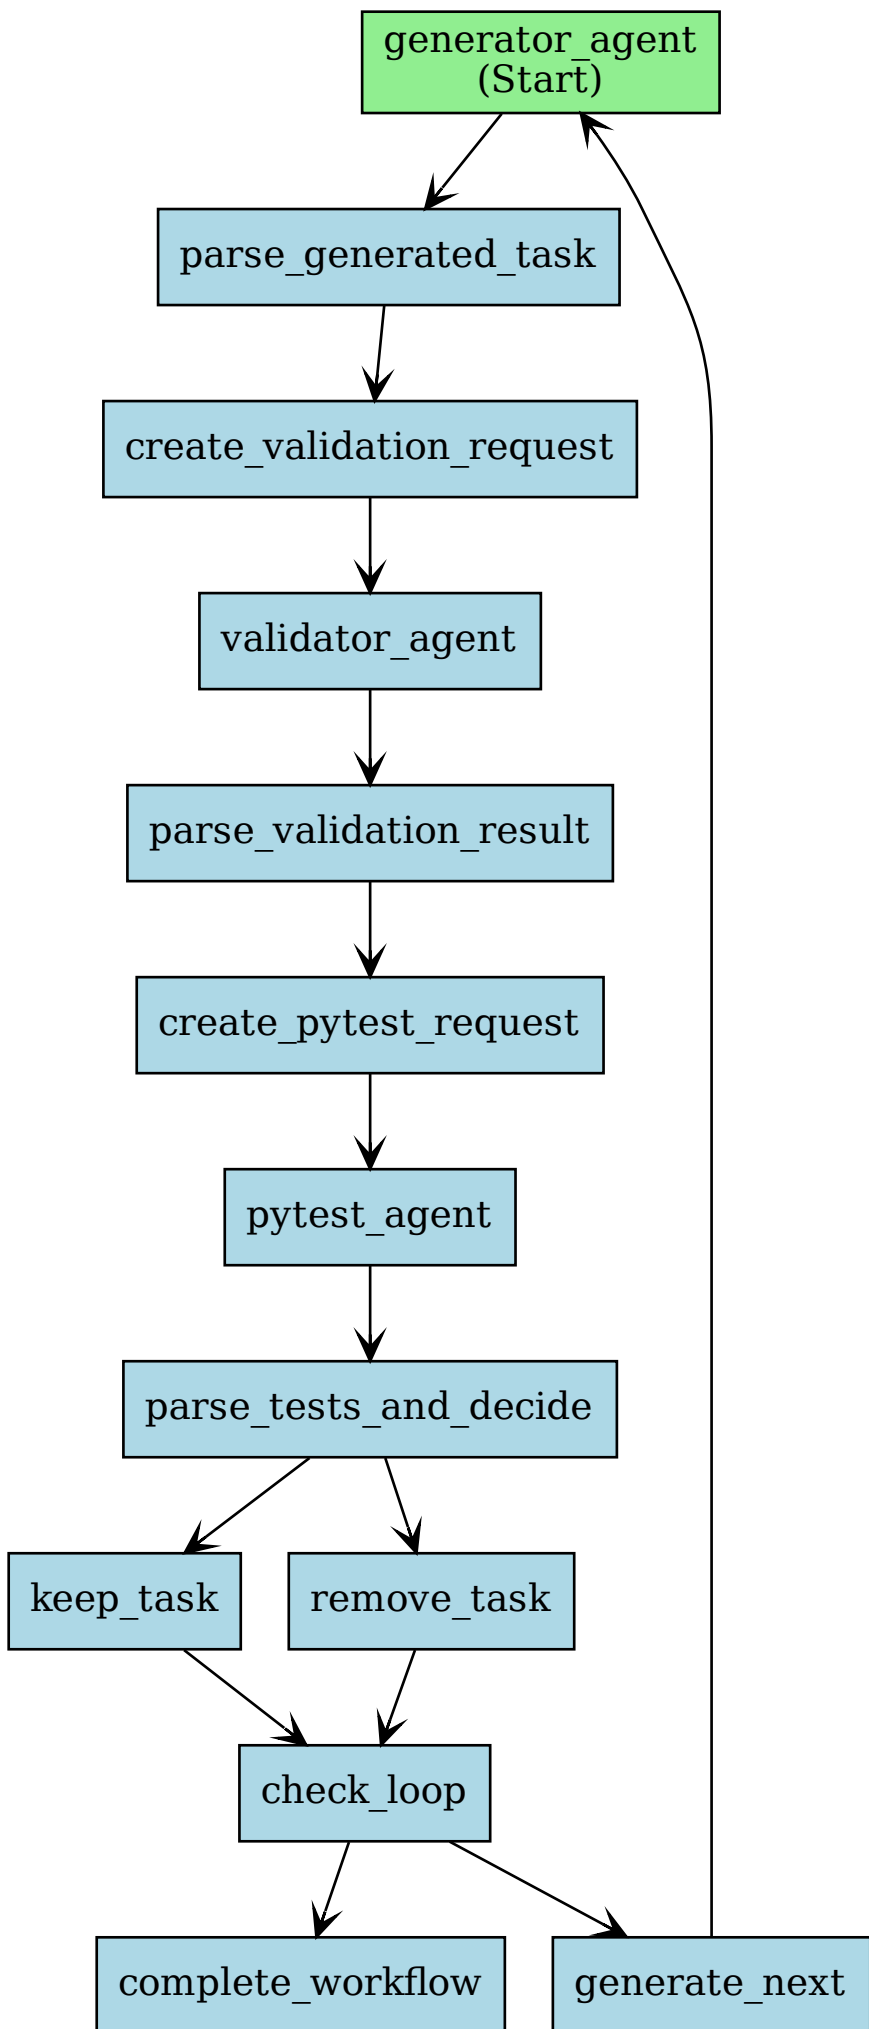 generator_agent
(Start)
parse_generated_task
create_validation_request
validator_agent
parse_validation_result
create_pytest_request
pytest_agent
parse_tests_and_decide
keep_task
remove_task
check_loop
complete_workflow
generate_next